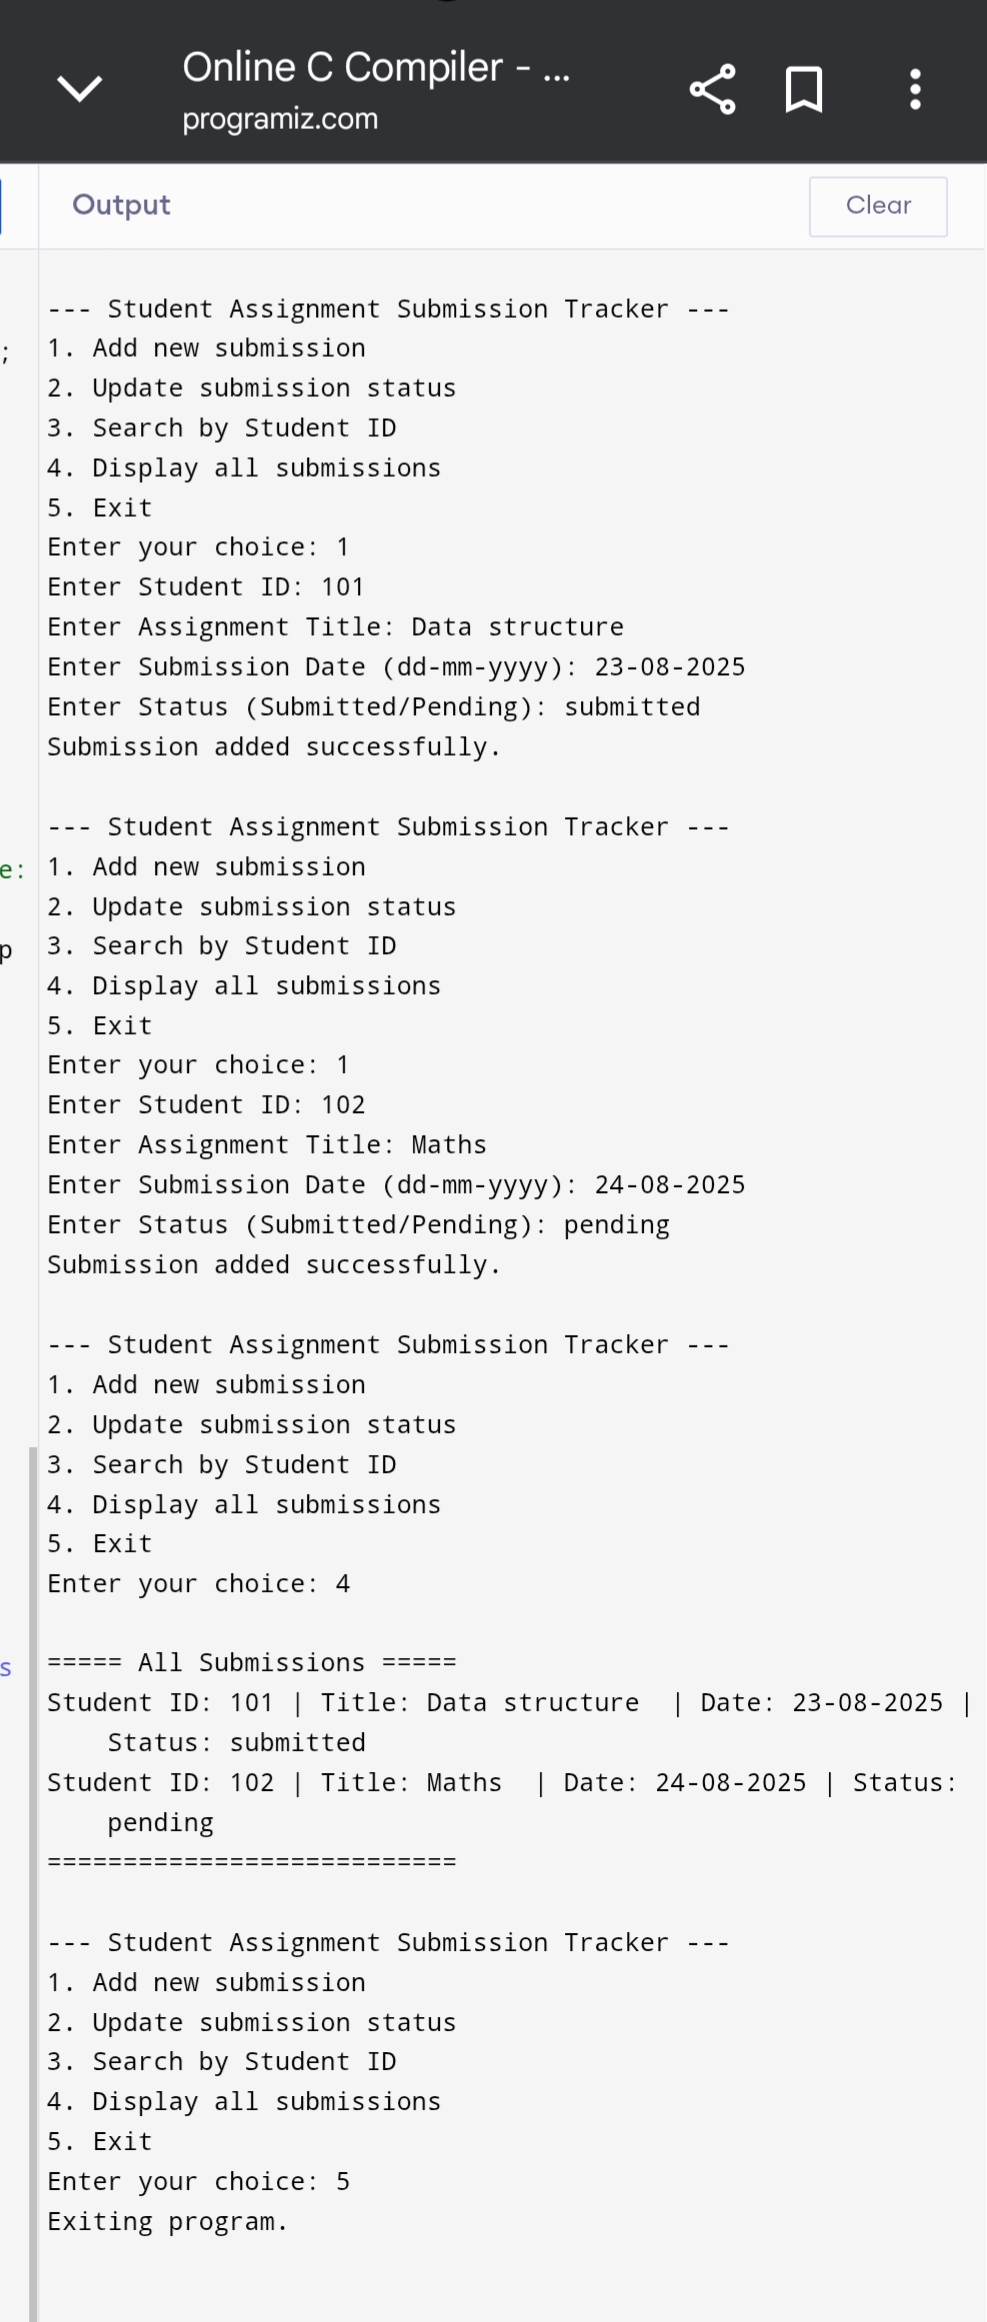 Online C Compiler - ...
programiz.com
Output
Clear
--- Student Assignment Submission Tracker ---
;
1. Add new submission
2. Update submission status
3. Search by Student ID
4. Display all submissions
5. Exit
Enter your choice: 1
Enter Student ID: 101
Enter Assignment Title: Data structure
Enter Submission Date (dd-mm-yyyy): 23-08-2025
Enter Status (Submitted/Pending): submitted
Submission added successfully.
--- Student Assignment Submission Tracker ---
e:
1. Add new submission
2. Update submission status
3. Search by Student ID
p
4. Display all submissions
5. Exit
Enter your choice: 1
Enter Student ID: 102
Enter Assignment Title: Maths
Enter Submission Date (dd-mm-yyyy): 24-08-2025
Enter Status (Submitted/Pending): pending
Submission added successfully.
--- Student Assignment Submission Tracker ---
1. Add new submission
2. Update submission status
3. Search by Student ID
4. Display all submissions
5. Exit
Enter your choice: 4
===== All Submissions =====
s
Student ID: 101 | Title: Data structure  | Date: 23-08-2025 |
Status: submitted
Student ID: 102 | Title: Maths  | Date: 24-08-2025 | Status:
pending
===========================
--- Student Assignment Submission Tracker ---
1. Add new submission
2. Update submission status
3. Search by Student ID
4. Display all submissions
5. Exit
Enter your choice: 5
Exiting program.